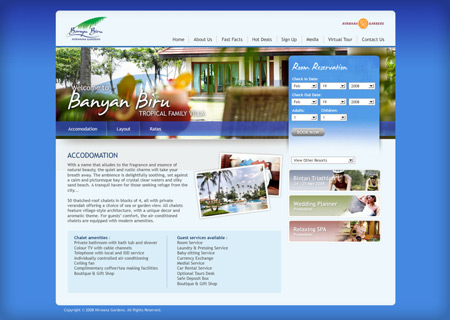 Banyan Biru
NIRWANA GARDENS
NIRWANA GARDENS
Home About Us Fast Facts Hot Deals Sign Up Media Virtual Tour Contact Us
Welcome to
Banyan Biru
TROPICAL FAMILY VILLA
Accomodation Layout Rates
Room Reservation
Check In Date:
Feb 19 2008
Check Out Date:
Feb 19 2008
Adults: Children:
1 1
BOOK NOW
View Other Resorts
Bintan Triathlon
Wedding Planner
Relaxing SPA
ACCODOMATION
With a name that alludes to the fragrance and essence of
natural beauty, the quiet and rustic charms will take your
breath away. The ambience is delightfully soothing, set against
a calm and picturesque bay of crystal clear waters and silky
sand beach. A tranquil haven for those seeking refuge from the
city...
50 thatched-roof chalets in blocks of 4, all with private
verandah offering a choice of sea or garden view. All chalets
feature village-style architecture, with a unique decor and
aromatic theme. For guests' comfort, the air-conditioned
chalets are equipped with modern amenities.
Chalet amenities :
Private bathroom with bath tub and shower
Colour TV with cable channels
Telephone with local and IDD service
Individually controlled air conditioning
Ceiling fan
Complimentary coffee/tea making facilities
Boutique & Gift Shop
Guest services available :
Room Service
Laundry & Pressing Service
Baby-sitting Service
Currency Exchange
Medial Service
Car Rental Service
Optional Tours Desk
Safe Deposit Box
Boutique & Gift Shop
Copyright © 2008 Nirwana Gardens. All Rights Reserved.